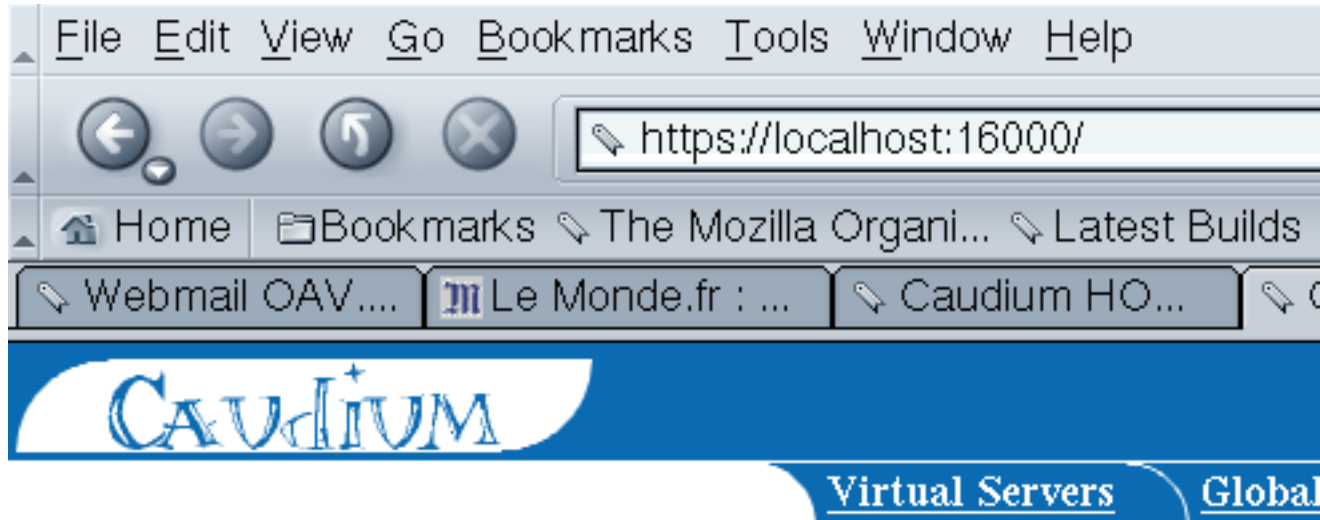 File Edit View Go Bookmarks Tools Window Help
https://localhost:16000/
Home Bookmarks The Mozilla Organi... Latest Builds
Webmail OAV.... Le Monde.fr : ... Caudium HO...
CAUdIUM
Virtual Servers Global